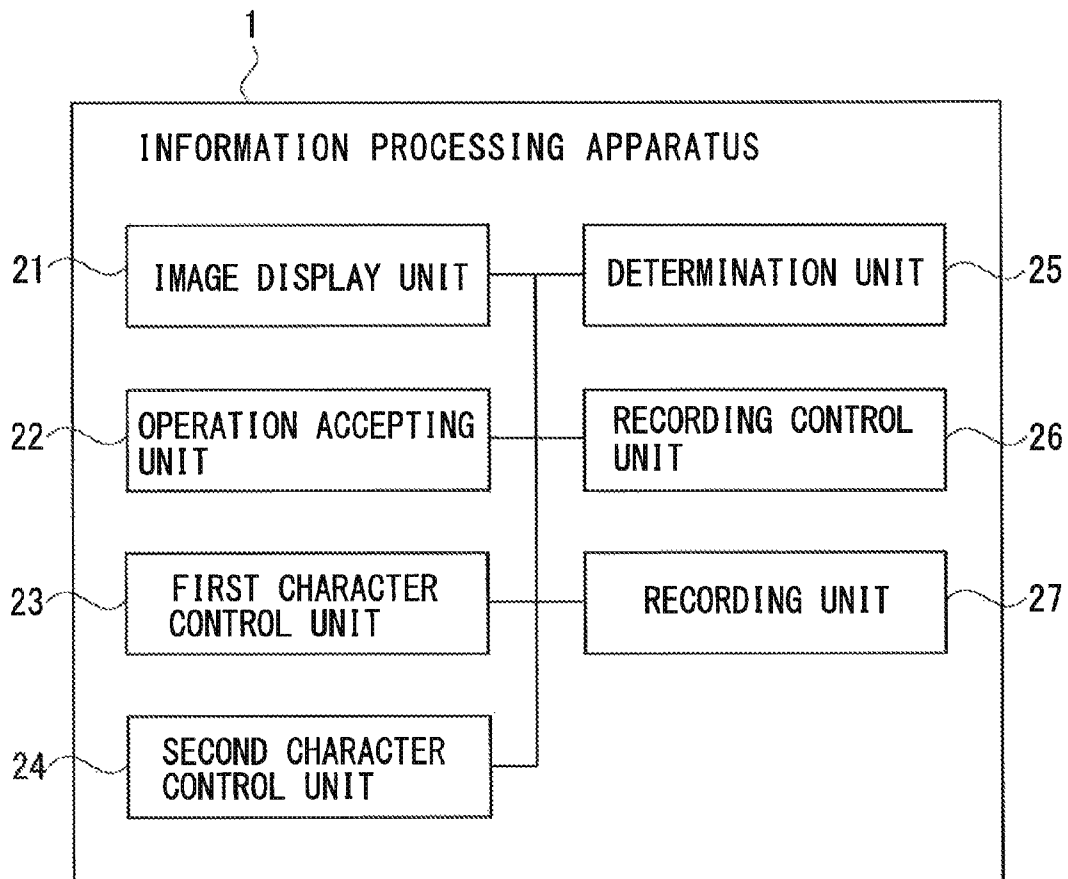 1
INFORMATION PROCESSING APPARATUS
21
IMAGE DISPLAY UNIT
DETERMINATION UNIT
25
22
OPERATION ACCEPTING
UNIT
RECORDING CONTROL
UNIT
26
23
FIRST CHARACTER
CONTROL UNIT
RECORDING UNIT
27
24
SECOND CHARACTER
CONTROL UNIT